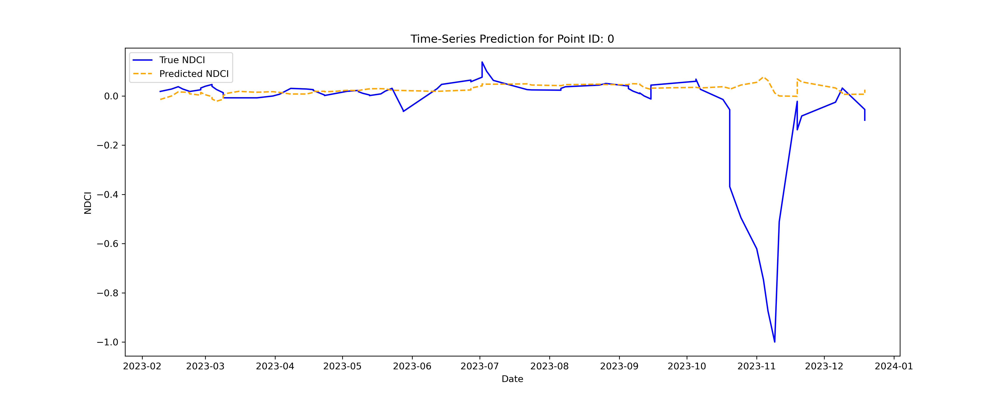 Time-Series Prediction for Point ID: 0
True NDCI
Predicted NDCI
NDCI
0.0
−0.2
−0.4
−0.6
−0.8
−1.0
2023-02 2023-03 2023-04 2023-05 2023-06 2023-07 2023-08 2023-09 2023-10 2023-11 2023-12 2024-01
Date